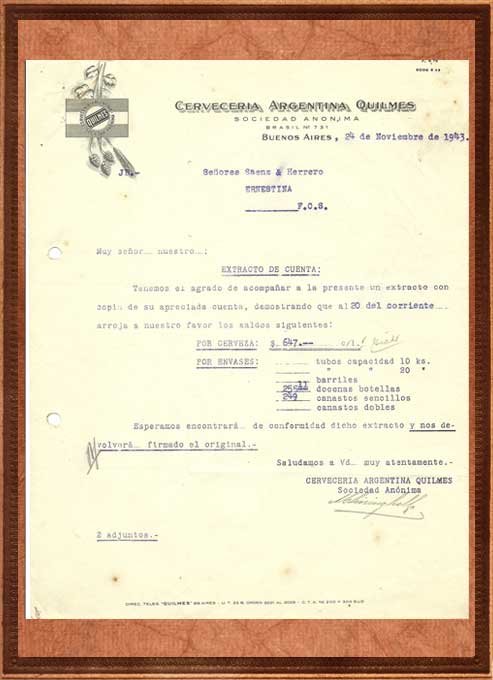 QUILMES
CERVECERIA ARGENTINA QUILMES
SOCIEDAD ANONIMA
BRASIL Nº 731
BUENOS AIRES, 24 de Noviembre de 1943.
JB.-
Señores Saenz & Herrero
ERNESTINA
F.C.S.
Muy señor nuestro :
EXTRACTO DE CUENTA:
Tenemos el agrado de acompañar a la presente un extracto con
copia de su apreciada cuenta, demostrando que al 20 del corriente
arroja a nuestro favor los saldos siguientes:
POR CERVEZA: $ 647.-- c/l.
POR ENVASES: tubos capacidad 10 ks.
" " 20 "
11 barriles
docenas botellas
249 canastos sencillos
canastos dobles
Esperamos encontrará de conformidad dicho extracto y nos de-
volverá firmado el original.-
Saludamos a Vd muy atentamente.-
CERVECERIA ARGENTINA QUILMES
Sociedad Anónima
2 adjuntos.-